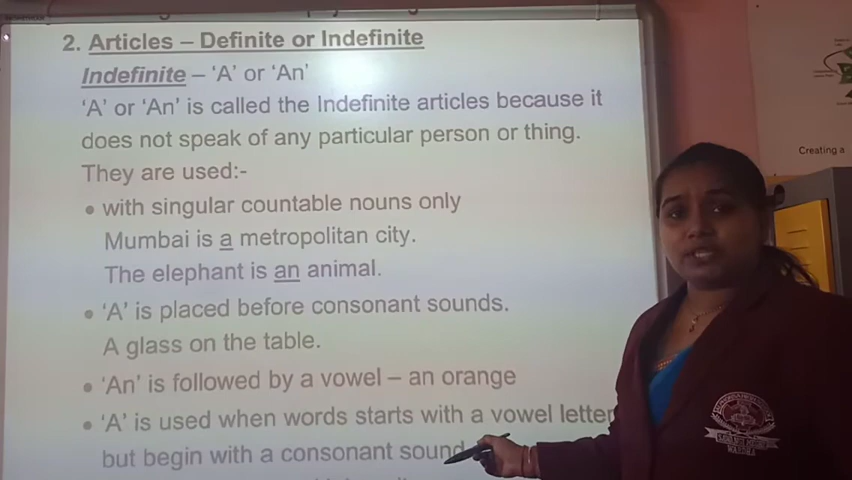 2. Articles – Definite or Indefinite
Indefinite – 'A' or 'An'
'A' or 'An' is called the Indefinite articles because it
does not speak of any particular person or thing.
They are used:-
• with singular countable nouns only
Mumbai is a metropolitan city.
The elephant is an animal.
• 'A' is placed before consonant sounds.
A glass on the table.
• 'An' is followed by a vowel – an orange
• 'A' is used when words starts with a vowel letter
but begin with a consonant sound
Creating a